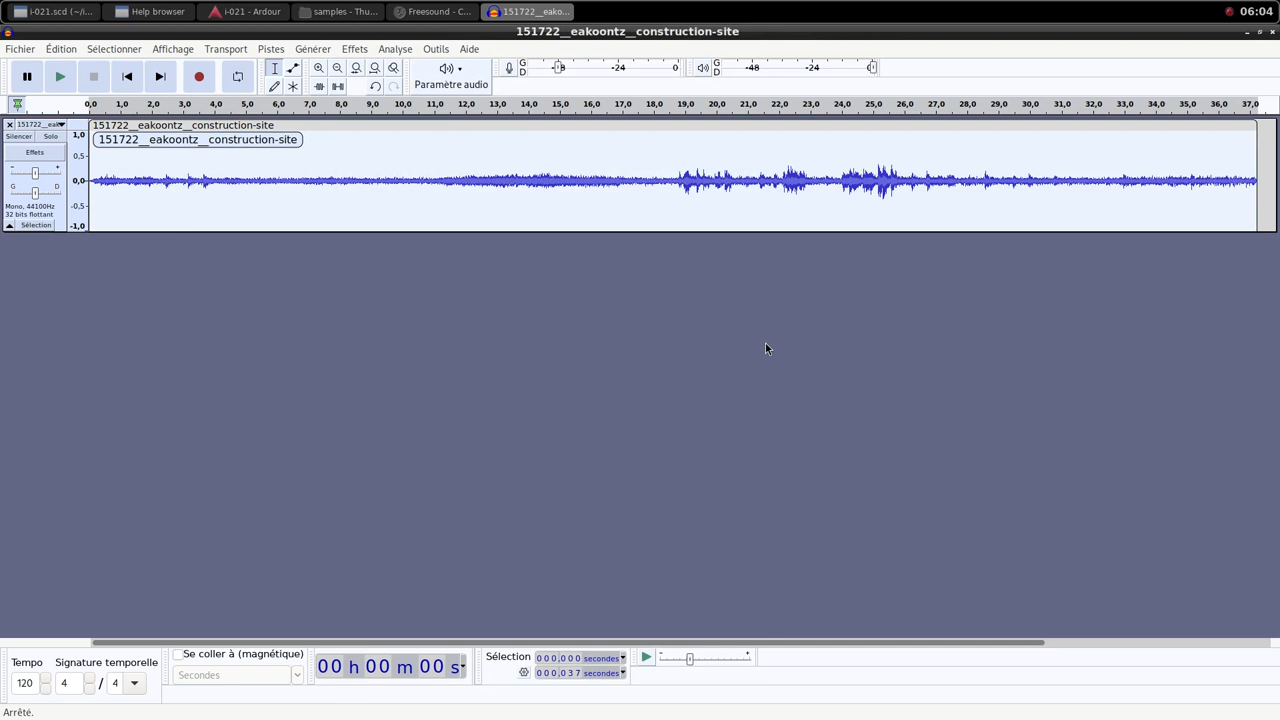 i-021.scd (~/i... Help browser i-021 - Ardour samples - Thu... Freesound - C... 151722__eako... 06:04
151722__eakoontz__construction-site
Fichier Édition Sélectionner Affichage Transport Pistes Générer Effets Analyse Outils Aide
G -24 0 G -48 -24
D D
Paramètre audio
0,0 1,0 2,0 3,0 4,0 5,0 6,0 7,0 8,0 9,0 10,0 11,0 12,0 13,0 14,0 15,0 16,0 17,0 18,0 19,0 20,0 21,0 22,0 23,0 24,0 25,0 26,0 27,0 28,0 29,0 30,0 31,0 32,0 33,0 34,0 35,0 36,0 37,0
151722__eak 151722__eakoontz__construction-site
Silencer Solo 1,0 151722__eakoontz__construction-site
Effets 0,5
- +
G D 0,0
Mono, 44100Hz -0,5
32 bits flottant
Sélection -1,0
Tempo Signature temporelle Se coller à (magnétique) Sélection
120 4 / 4 Secondes 00 h 00 m 00 s
000,000 secondes
000,037 secondes
- +
Arrêté.